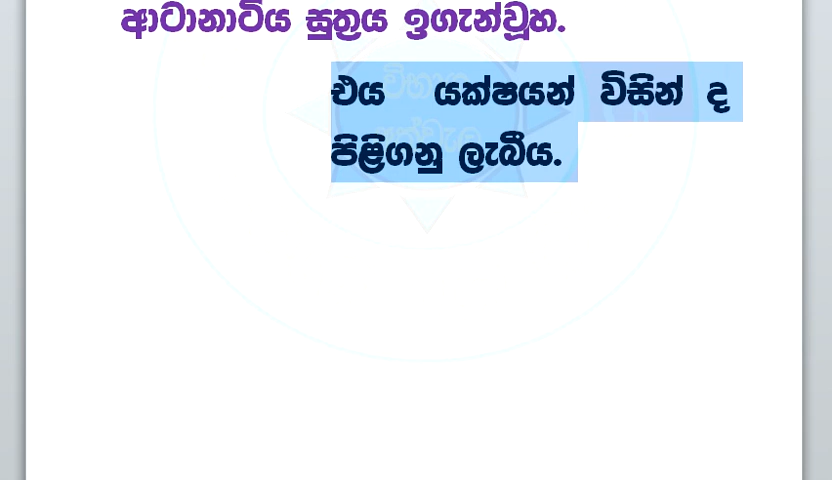 ආටානාටිය සුත්‍රය ඉගැන්වූහ.
එය යක්ෂයන් විසින් ද
පිළිගනු ලැබීය.